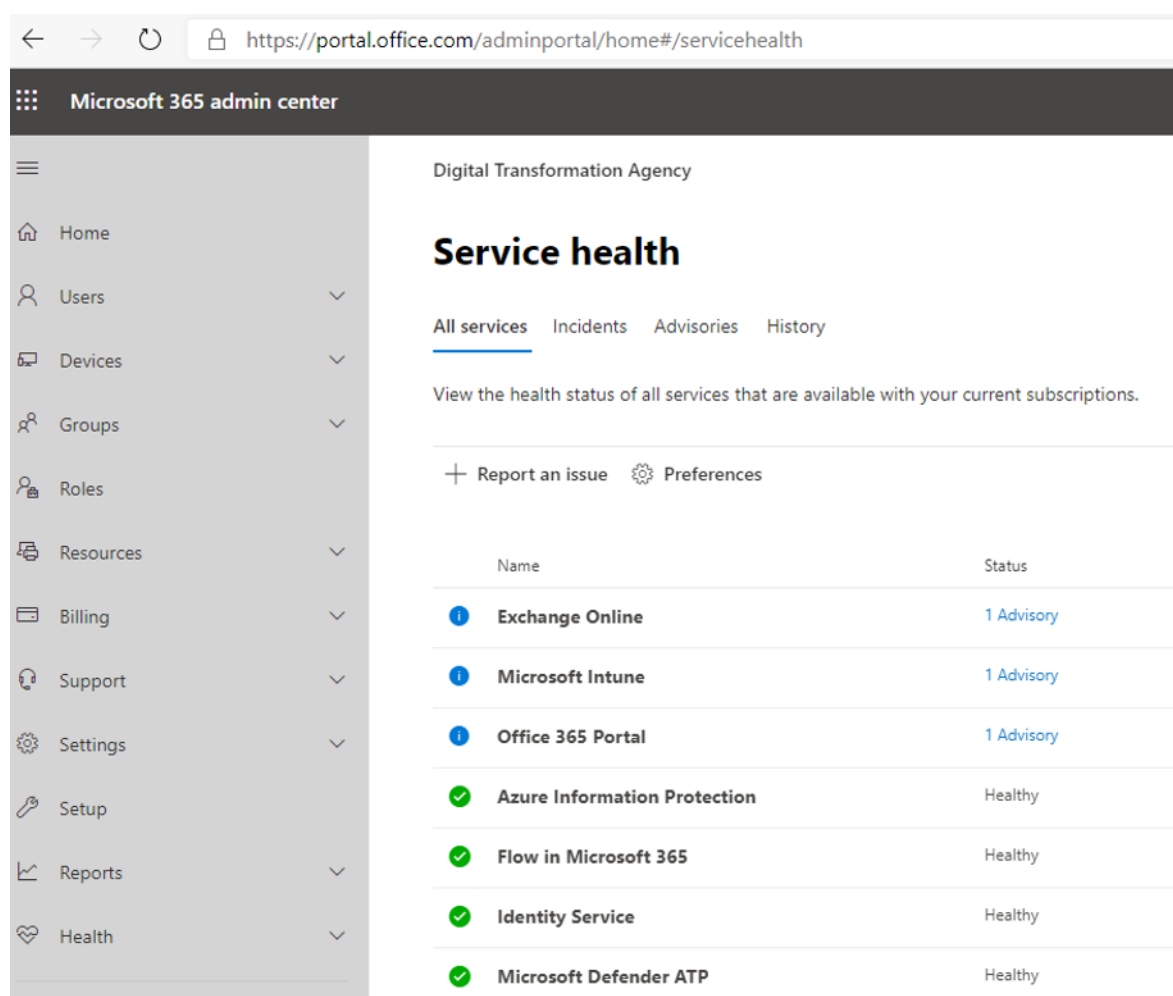 https://portal.office.com/adminportal/home#/servicehealth
Microsoft 365 admin center
Home
Users
Devices
Groups
Roles
Resources
Billing
Support
Settings
Setup
Reports
Health
Digital Transformation Agency
Service health
All services Incidents Advisories History
View the health status of all services that are available with your current subscriptions.
Report an issue Preferences
Name Status
Exchange Online 1 Advisory
Microsoft Intune 1 Advisory
Office 365 Portal 1 Advisory
Azure Information Protection Healthy
Flow in Microsoft 365 Healthy
Identity Service Healthy
Microsoft Defender ATP Healthy